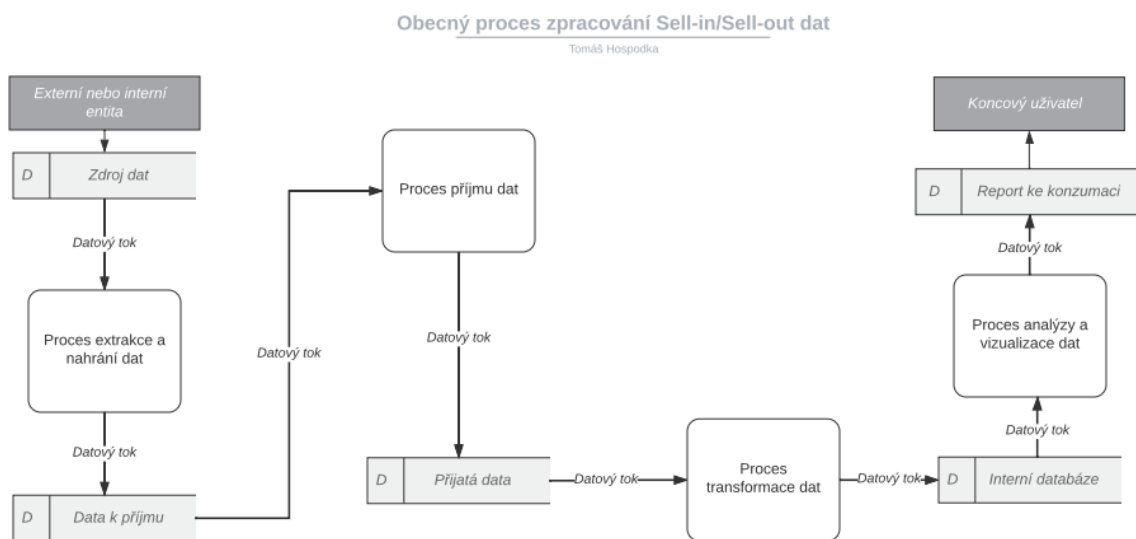 Obecný proces zpracování Sell-in/Sell-out dat
Tomáš Hospodka
Externí nebo interní
entita
D
Zdroj dat
Datový tok
Proces extrakce a
nahrání dat
Datový tok
D
Data k příjmu
Datový tok
Proces příjmu dat
Datový tok
D
Přijatá data
Datový tok
Proces
transformace dat
Datový tok
D
Interní databáze
Datový tok
Proces analýzy a
vizualizace dat
Datový tok
D
Report ke konzumaci
Koncový uživatel